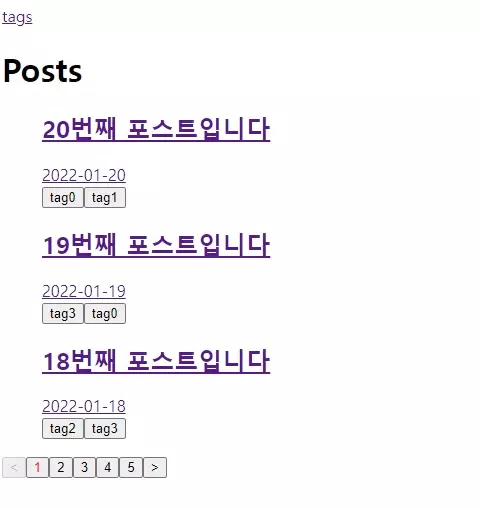 tags
Posts
20번째 포스트입니다
2022-01-20
tag0 tag1
19번째 포스트입니다
2022-01-19
tag3 tag0
18번째 포스트입니다
2022-01-18
tag2 tag3
< 1 2 3 4 5 >